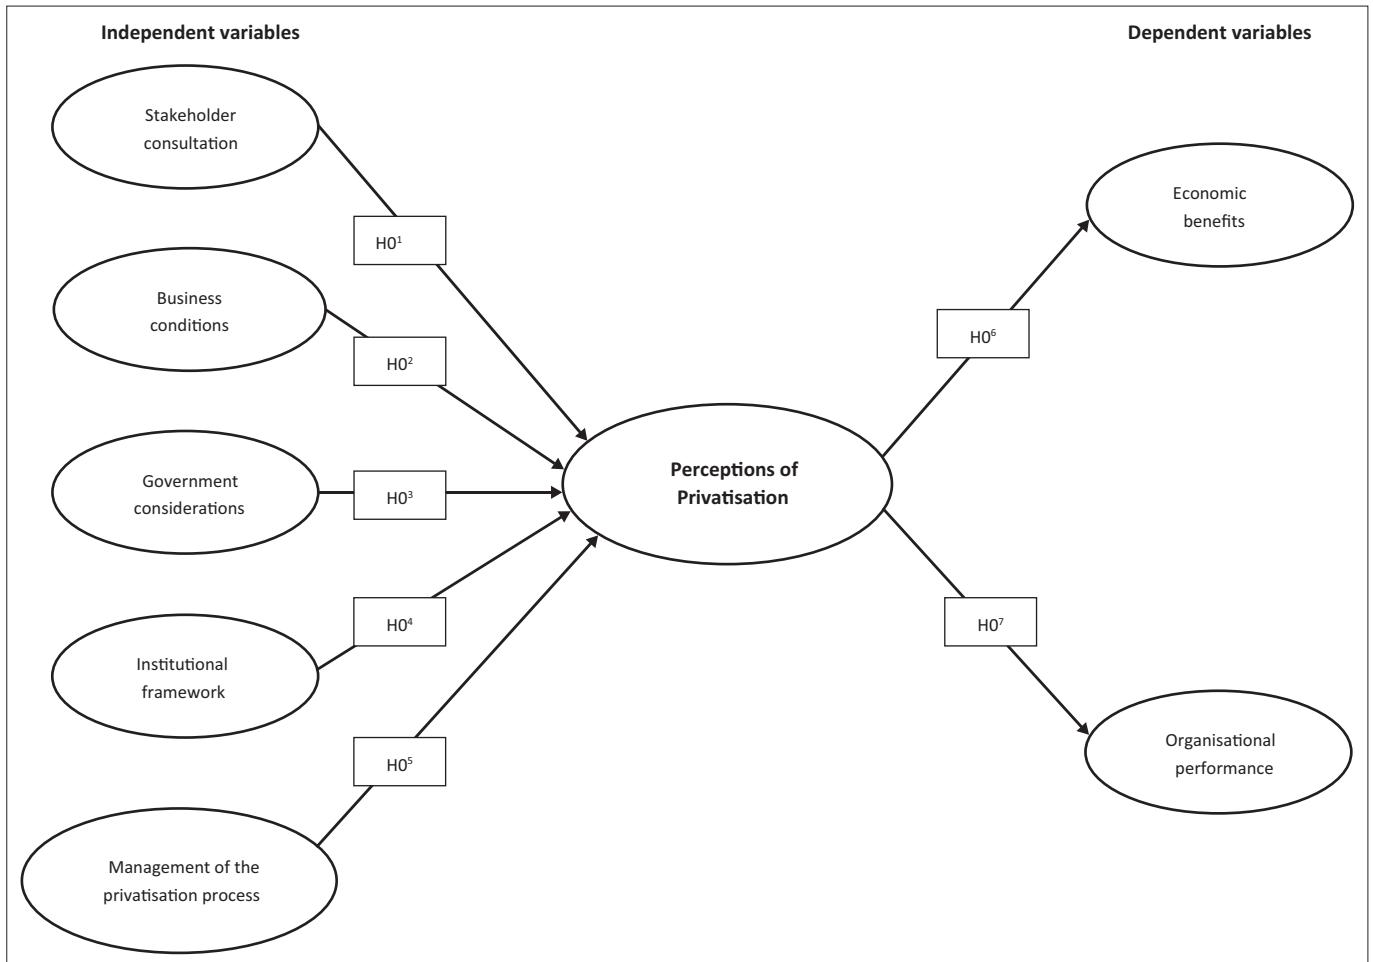 Independent variables
Dependent variables
Stakeholder
consultation
H0¹
Business
conditions
H0²
Government
considerations
H0³
Institutional
framework
H0⁴
Management of the
privatisation process
H0⁵
Perceptions of
Privatisation
Economic
benefits
H0⁶
H0⁷
Organisational
performance